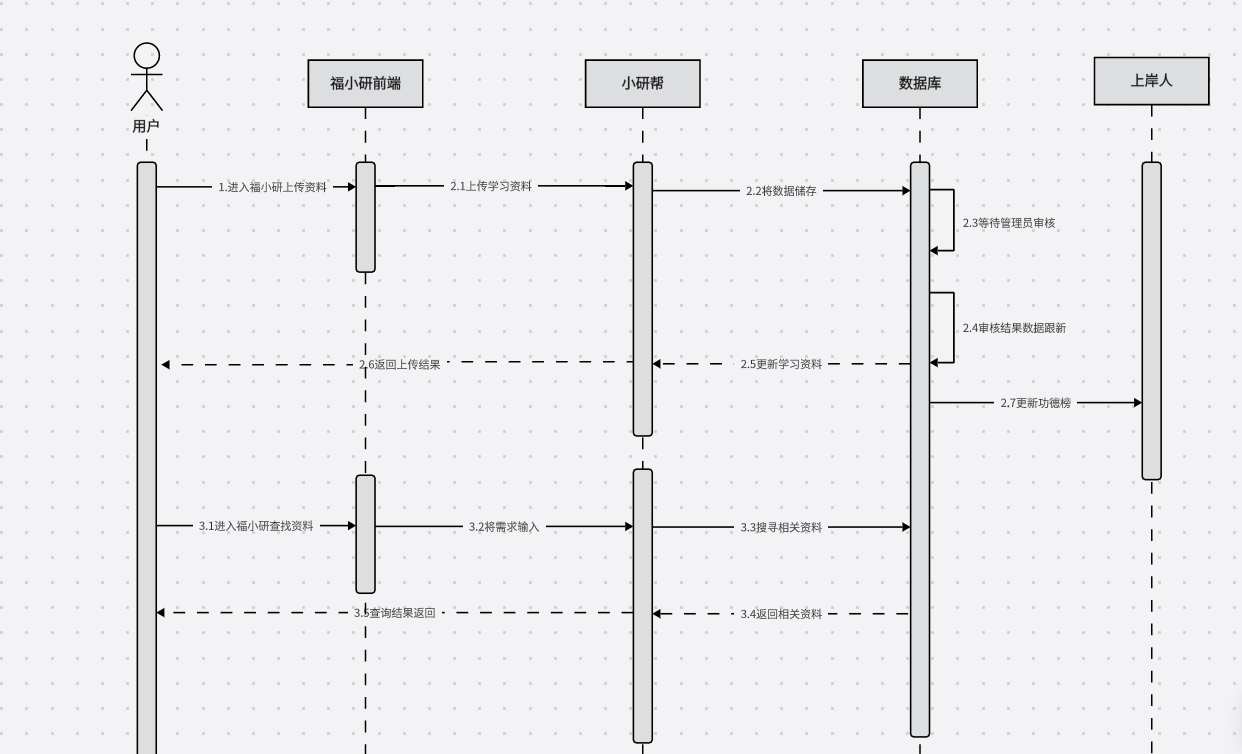 用户
福小研前端
小研帮
数据库
上岸人
1.进入福小研上传资料
2.1上传学习资料
2.2将数据储存
2.3等待管理员审核
2.4审核结果数据跟新
2.6返回上传结果
2.5更新学习资料
2.7更新功德榜
3.1进入福小研查找资料
3.2将需求输入
3.3搜寻相关资料
3.5查询结果返回
3.4返回相关资料